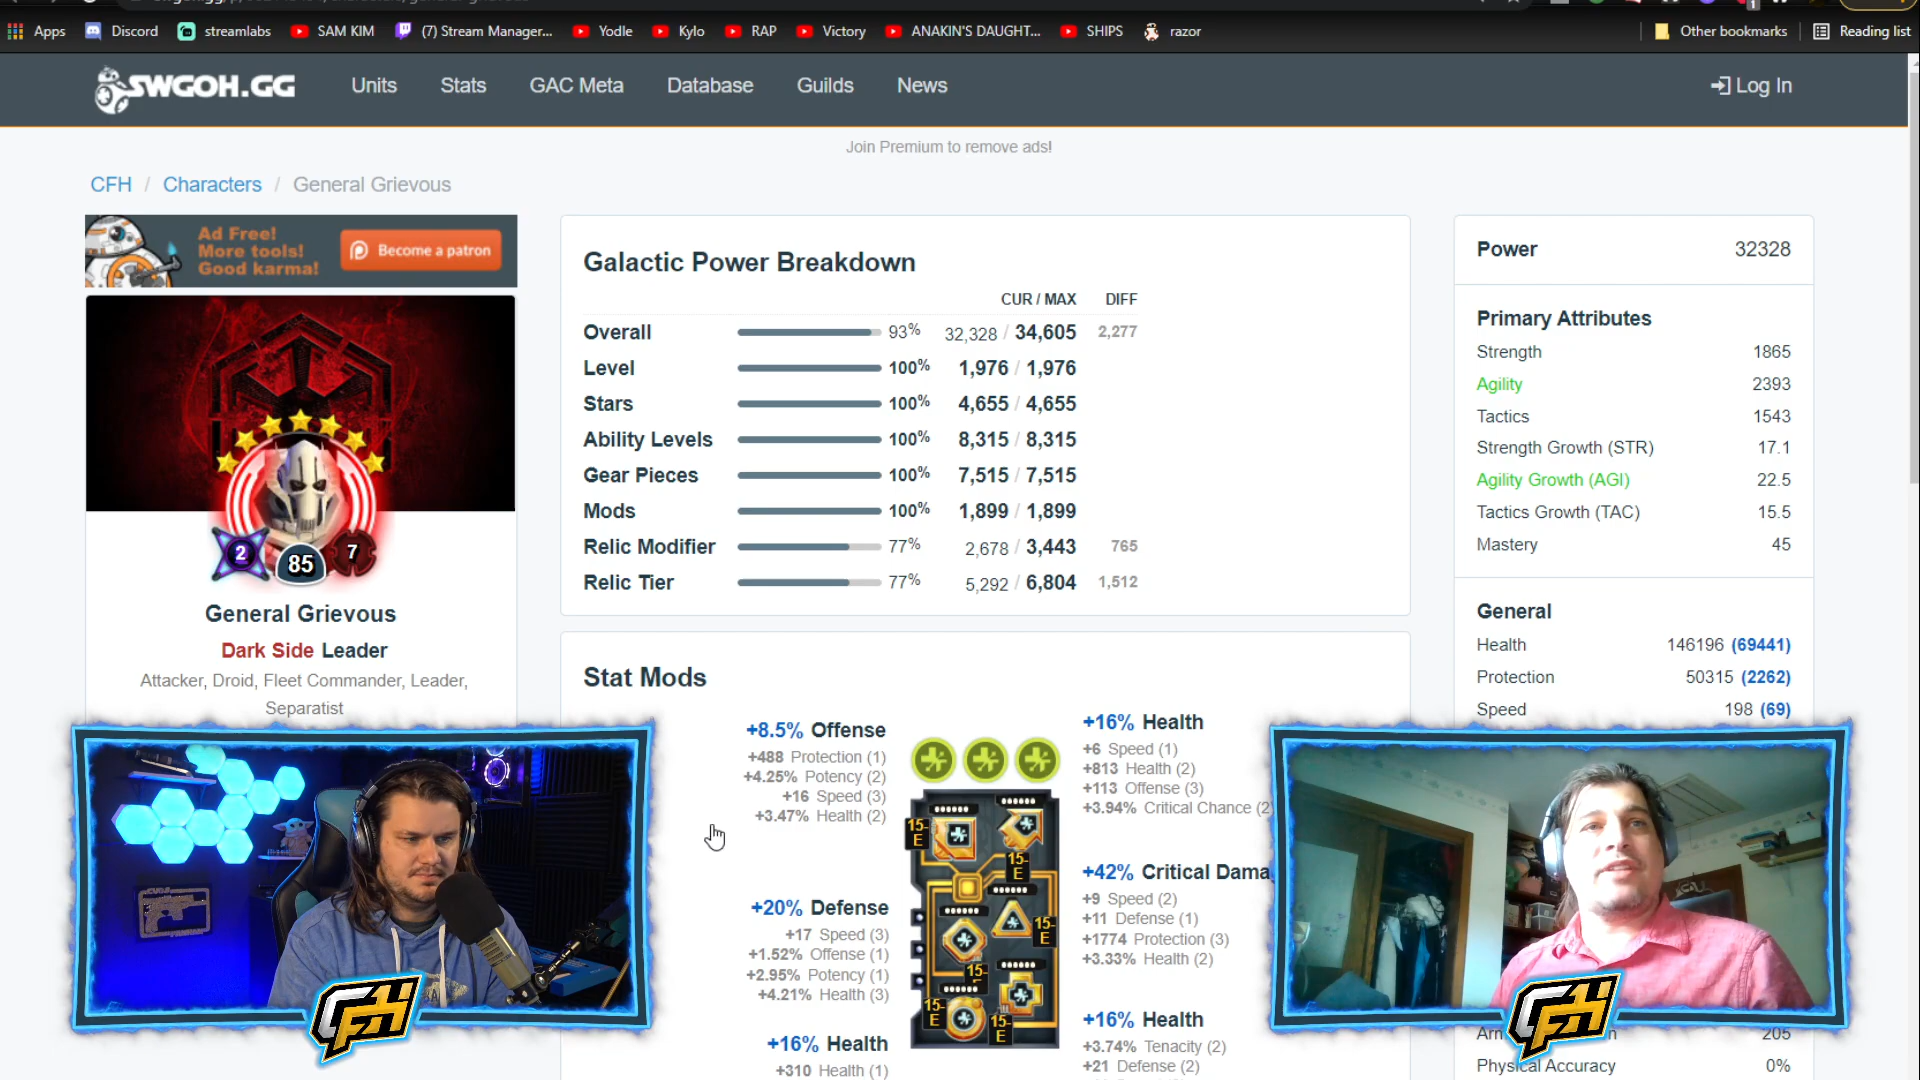 Apps
Discord
streamlabs
SAM KIM
(7) Stream Manager...
Yodle
Kylo
RAP
Victory
ANAKIN'S DAUGHT...
SHIPS
razor
Other bookmarks
Reading list
SWGOH.GG
Units
Stats
GAC Meta
Database
Guilds
News
Log In
Join Premium to remove ads!
CFH / Characters / General Grievous
Ad Free!
More tools!
Good karma!
Become a patron
2
85
7
General Grievous
Dark Side Leader
Attacker, Droid, Fleet Commander, Leader,
Separatist
Galactic Power Breakdown
CUR / MAX DIFF
Overall 93% 32,328 / 34,605 2,277
Level 100% 1,976 / 1,976
Stars 100% 4,655 / 4,655
Ability Levels 100% 8,315 / 8,315
Gear Pieces 100% 7,515 / 7,515
Mods 100% 1,899 / 1,899
Relic Modifier 77% 2,678 / 3,443 765
Relic Tier 77% 5,292 / 6,804 1,512
Stat Mods
+8.5% Offense
+488 Protection (1)
+4.25% Potency (2)
+16 Speed (3)
+3.47% Health (2)
+20% Defense
+17 Speed (3)
+1.52% Offense (1)
+2.95% Potency (1)
+4.21% Health (3)
+16% Health
+310 Health (1)
15-E
15-E
15-E
15-
15-E
15-E
+16% Health
+6 Speed (1)
+813 Health (2)
+113 Offense (3)
+3.94% Critical Chance (2
+42% Critical Dama
+9 Speed (2)
+11 Defense (1)
+1774 Protection (3)
+3.33% Health (2)
+16% Health
+3.74% Tenacity (2)
+21 Defense (2)
Power 32328
Primary Attributes
Strength 1865
Agility 2393
Tactics 1543
Strength Growth (STR) 17.1
Agility Growth (AGI) 22.5
Tactics Growth (TAC) 15.5
Mastery 45
General
Health 146196 (69441)
Protection 50315 (2262)
Speed 198 (69)
205
Physical Accuracy 0%
CFH
CFH